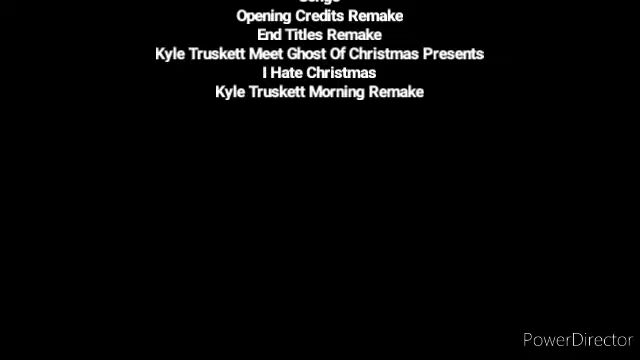 Songs
Opening Credits Remake
End Titles Remake
Kyle Truskett Meet Ghost Of Christmas Presents
I Hate Christmas
Kyle Truskett Morning Remake
PowerDirector